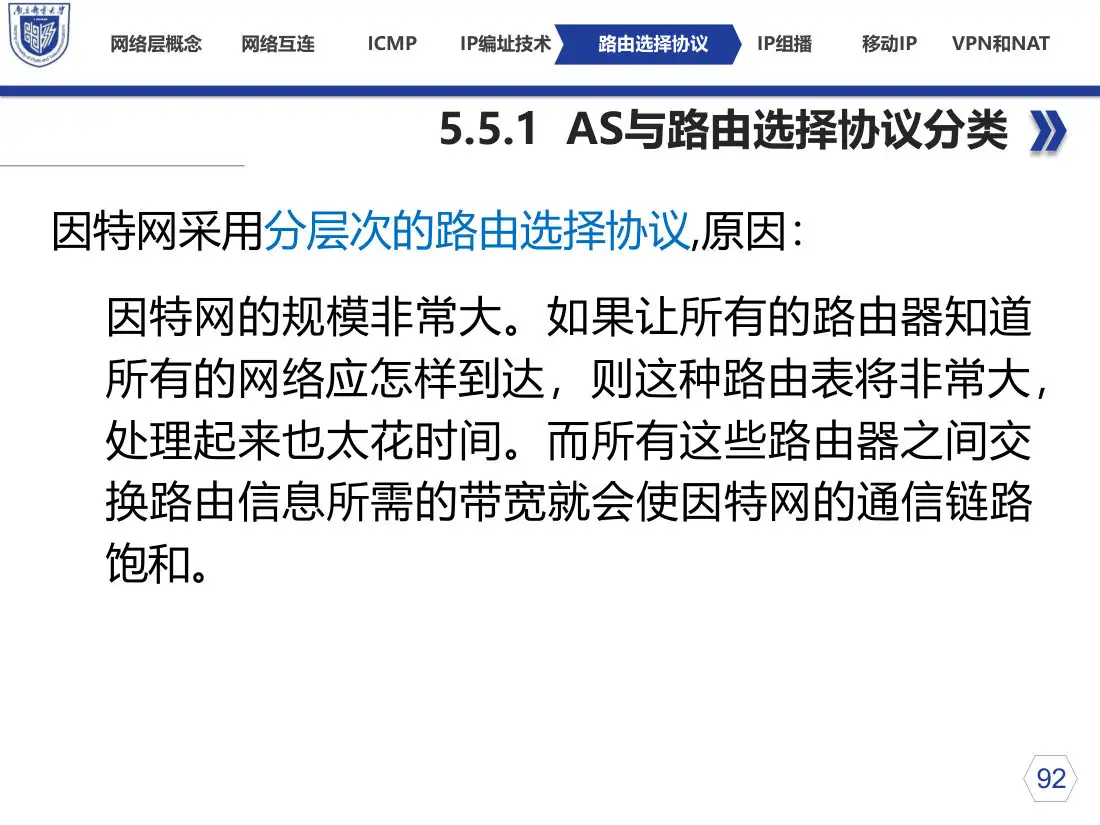 网络层概念 网络互连 ICMP IP编址技术 路由选择协议 IP组播 移动IP VPN和NAT
5.5.1 AS与路由选择协议分类
因特网采用分层次的路由选择协议,原因：
因特网的规模非常大。如果让所有的路由器知道
所有的网络应怎样到达，则这种路由表将非常大，
处理起来也太花时间。而所有这些路由器之间交
换路由信息所需的带宽就会使因特网的通信链路
饱和。
92